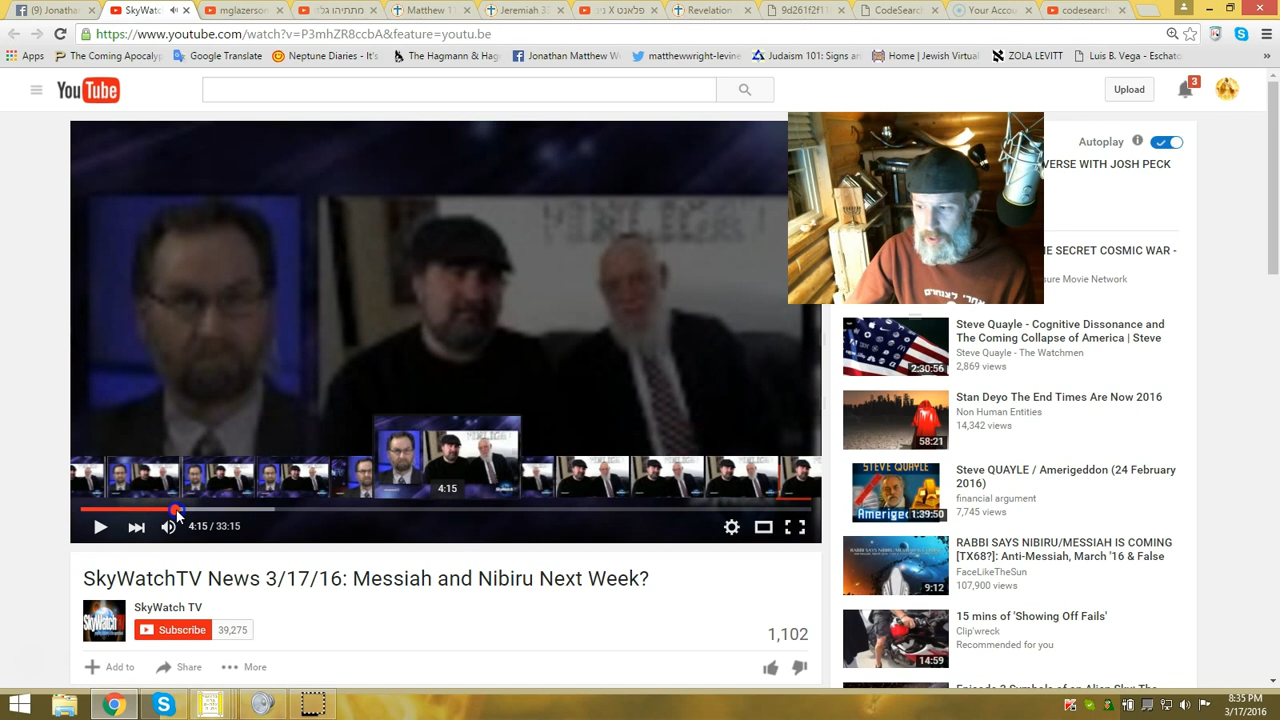 (9) Jonatha
SkyWatch
mglazerson
Matthew 11
Jeremiah 3
Revelation
9d261f2f11
CodeSearch
Your Accou
codesearch
https://www.youtube.com/watch?v=P3mhZR8ccbA&feature=youtu.be
Apps
P The Coming Apocalyp
Neptune Diaries - It's
The Hagmann & Hag
Jonathan Matthew W
matthewwright-levin
Judaism 101: Signs an
Home | Jewish Virtual
ZOLA LEVITT
Luis B. Vega - Eschato
»
YouTube
Upload
3
Autoplay
VERSE WITH JOSH PECK
E SECRET COSMIC WAR -
sure Movie Network
Steve Quayle - Cognitive Dissonance and
The Coming Collapse of America | Steve
Steve Quayle - The Watchmen
2,869 views
2:30:56
Stan Deyo The End Times Are Now 2016
Non Human Entities
14,342 views
58:21
STEVE QUAYLE
Steve QUAYLE / Amerigeddon (24 February
2016)
financial argument
7,745 views
1:39:50
RABBI SAYS NIBIRU/MESSIAH IS COMING
[TX68?]: Anti-Messiah, March '16 & False
FaceLikeTheSun
107,900 views
9:12
15 mins of 'Showing Off Fails'
Clip'wreck
Recommended for you
14:59
4:15
4:15 / 33:15
SkyWatchTV News 3/17/16: Messiah and Nibiru Next Week?
SkyWatch TV
Subscribe
39,275
1,102
Add to
Share
More
8:35 PM
3/17/2016